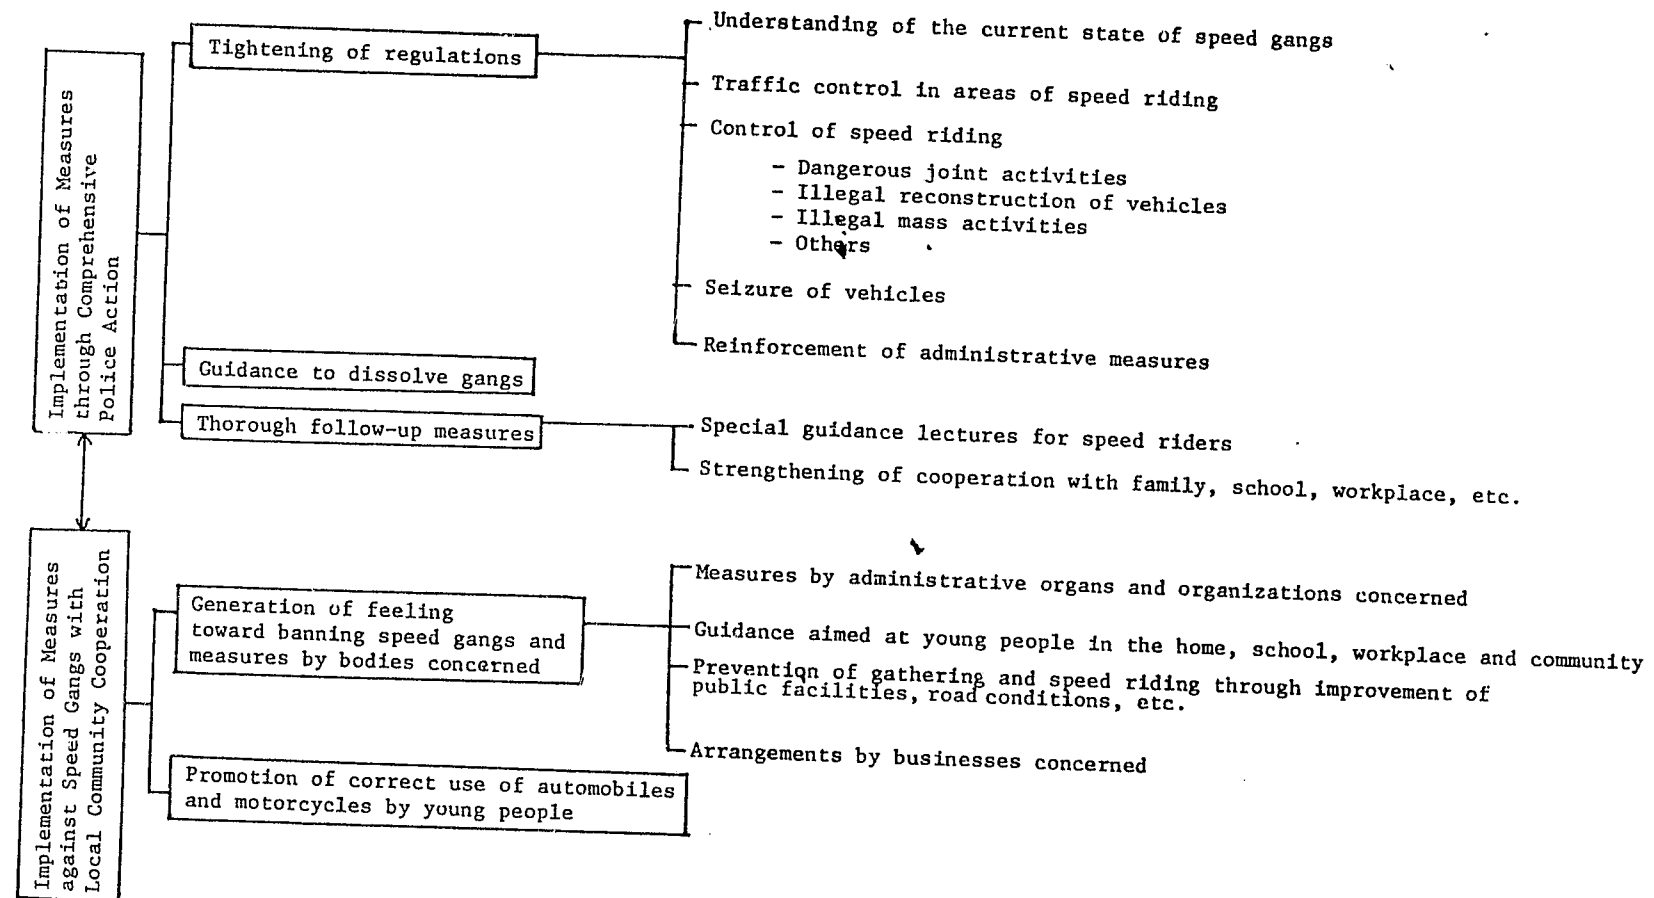 Implementation of Measures
through Comprehensive
Police Action
Tightening of regulations
Understanding of the current state of speed gangs
Traffic control in areas of speed riding
Control of speed riding
- Dangerous joint activities
- Illegal reconstruction of vehicles
- Illegal mass activities
- Others
Seizure of vehicles
Reinforcement of administrative measures
Guidance to dissolve gangs
Thorough follow-up measures
Special guidance lectures for speed riders
Strengthening of cooperation with family, school, workplace, etc.
Implementation of Measures
against Speed Gangs with
Local Community Cooperation
Generation of feeling
toward banning speed gangs and
measures by bodies concerned
Measures by administrative organs and organizations concerned
Guidance aimed at young people in the home, school, workplace and community
Prevention of gathering and speed riding through improvement of
public facilities, road conditions, etc.
Arrangements by businesses concerned
Promotion of correct use of automobiles
and motorcycles by young people